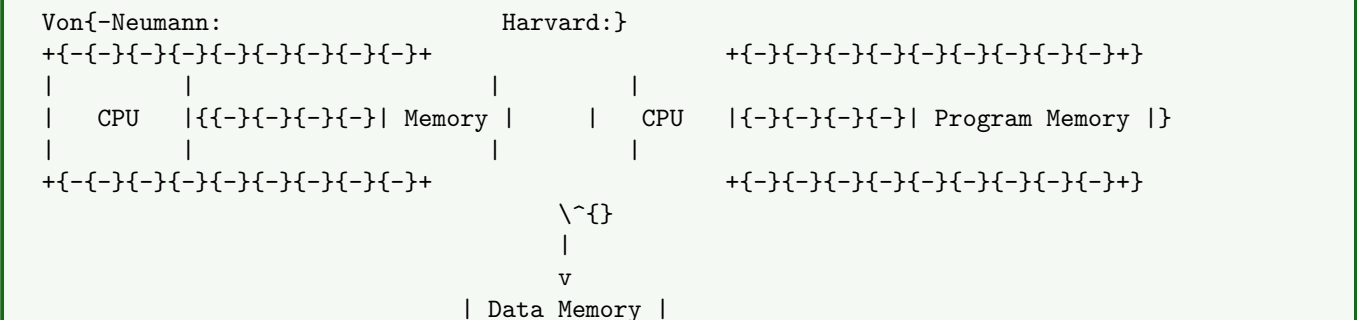 Von{-Neumann:                    Harvard:}
+{-{-}{-}{-}{-}{-}{-}{-}{-}+                     +{-}{-}{-}{-}{-}{-}{-}{-}{-}+}
|         |                     |         |
|   CPU   |{{-}{-}{-}{-}| Memory |     |   CPU   |{-}{-}{-}{-}| Program Memory |}
|         |                     |         |
+{-{-}{-}{-}{-}{-}{-}{-}{-}+                     +{-}{-}{-}{-}{-}{-}{-}{-}{-}+}
\^{}
|
v
| Data Memory |